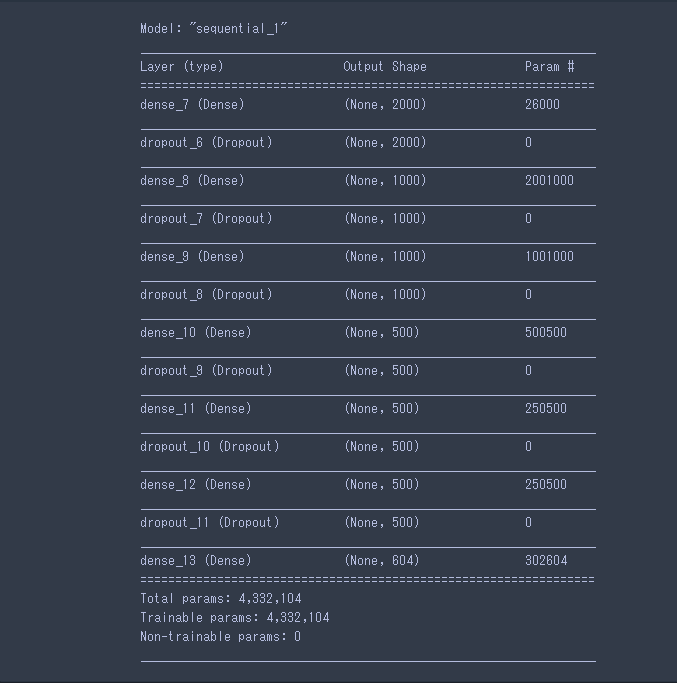 Model: "sequential_1"
Layer (type) Output Shape Param #
dense_7 (Dense) (None, 2000) 26000
dropout_6 (Dropout) (None, 2000) 0
dense_8 (Dense) (None, 1000) 2001000
dropout_7 (Dropout) (None, 1000) 0
dense_9 (Dense) (None, 1000) 1001000
dropout_8 (Dropout) (None, 1000) 0
dense_10 (Dense) (None, 500) 500500
dropout_9 (Dropout) (None, 500) 0
dense_11 (Dense) (None, 500) 250500
dropout_10 (Dropout) (None, 500) 0
dense_12 (Dense) (None, 500) 250500
dropout_11 (Dropout) (None, 500) 0
dense_13 (Dense) (None, 604) 302604
Total params: 4,332,104
Trainable params: 4,332,104
Non-trainable params: 0